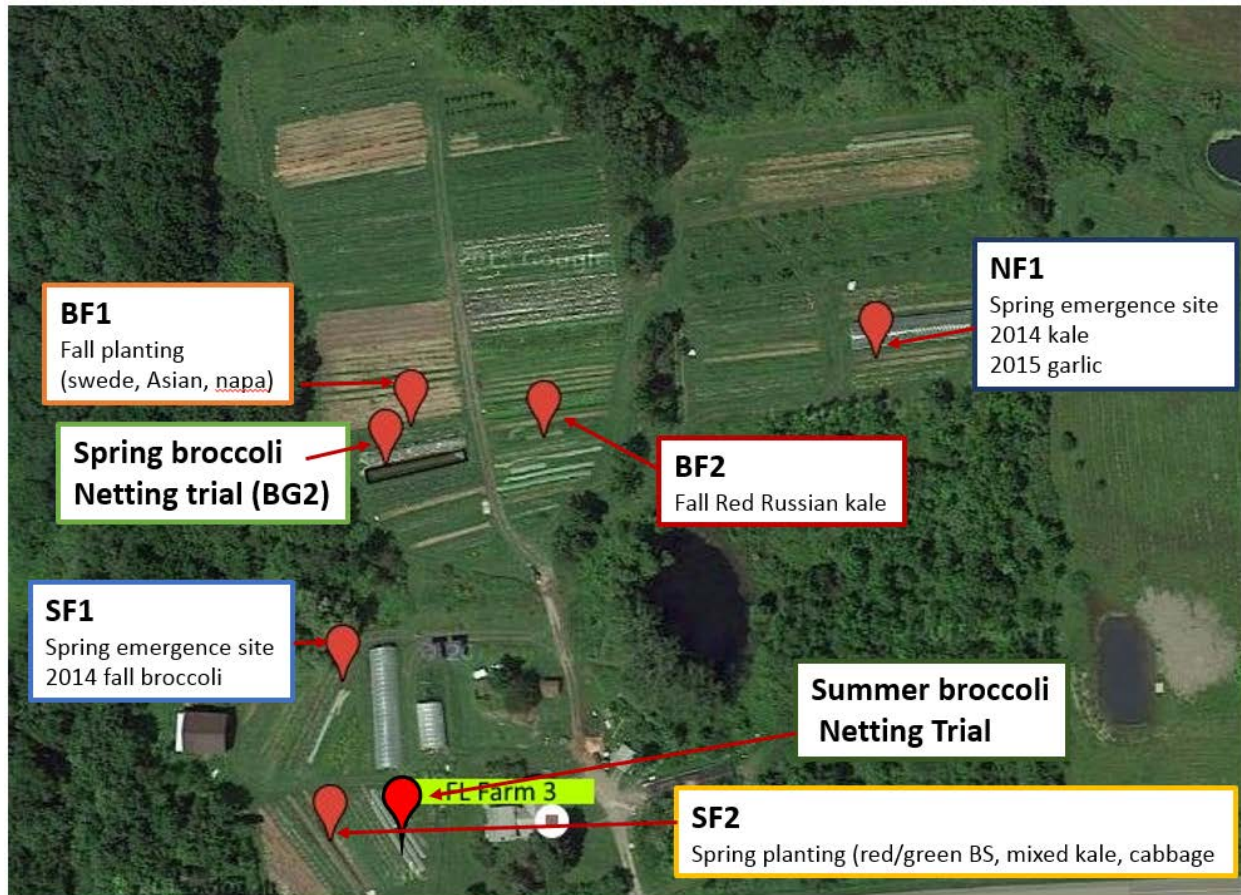 2015 Google
NF1
Spring emergence site
2014 kale
2015 garlic
BF1
Fall planting
(swede, Asian, napa)
Spring broccoli
Netting trial (BG2)
BF2
Fall Red Russian kale
SF1
Spring emergence site
2014 fall broccoli
Summer broccoli
Netting Trial
FL Farm 3
SF2
Spring planting (red/green BS, mixed kale, cabbage